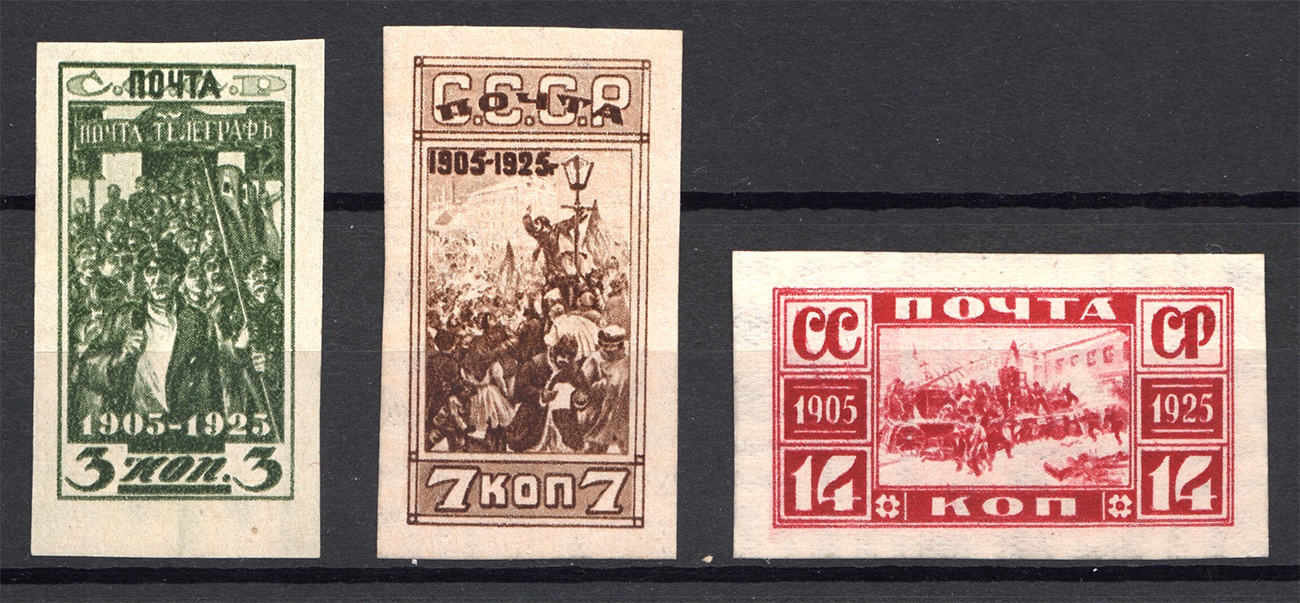 С.С.С.Р
ПОЧТА
ПОЧТА ТЕЛЕГРАФЪ
1905-1925
3 коп. 3
С.С.С.Р
ПОЧТА
1905-1925г
7 КОП 7
СС ПОЧТА СР
1905 1925
14 КОП 14